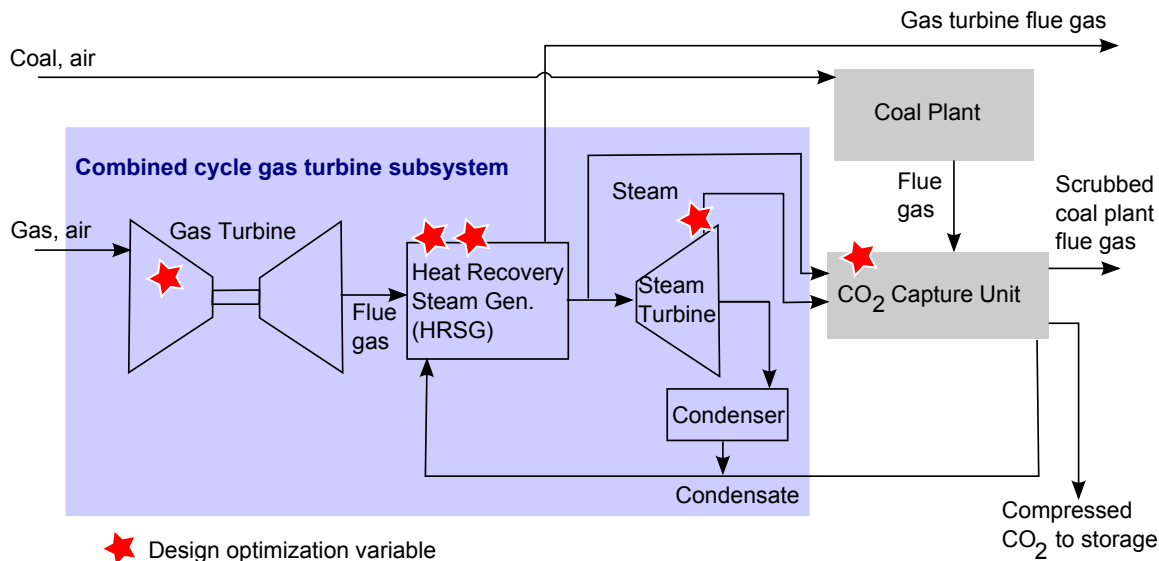 Gas turbine flue gas
Coal, air
Coal Plant
Combined cycle gas turbine subsystem
Steam
Flue
gas
Scrubbed
coal plant
flue gas
Gas, air
Gas Turbine
Heat Recovery
Steam Gen.
(HRSG)
Flue
gas
Steam
Turbine
CO2 Capture Unit
Condenser
Condensate
Compressed
CO2 to storage
Design optimization variable